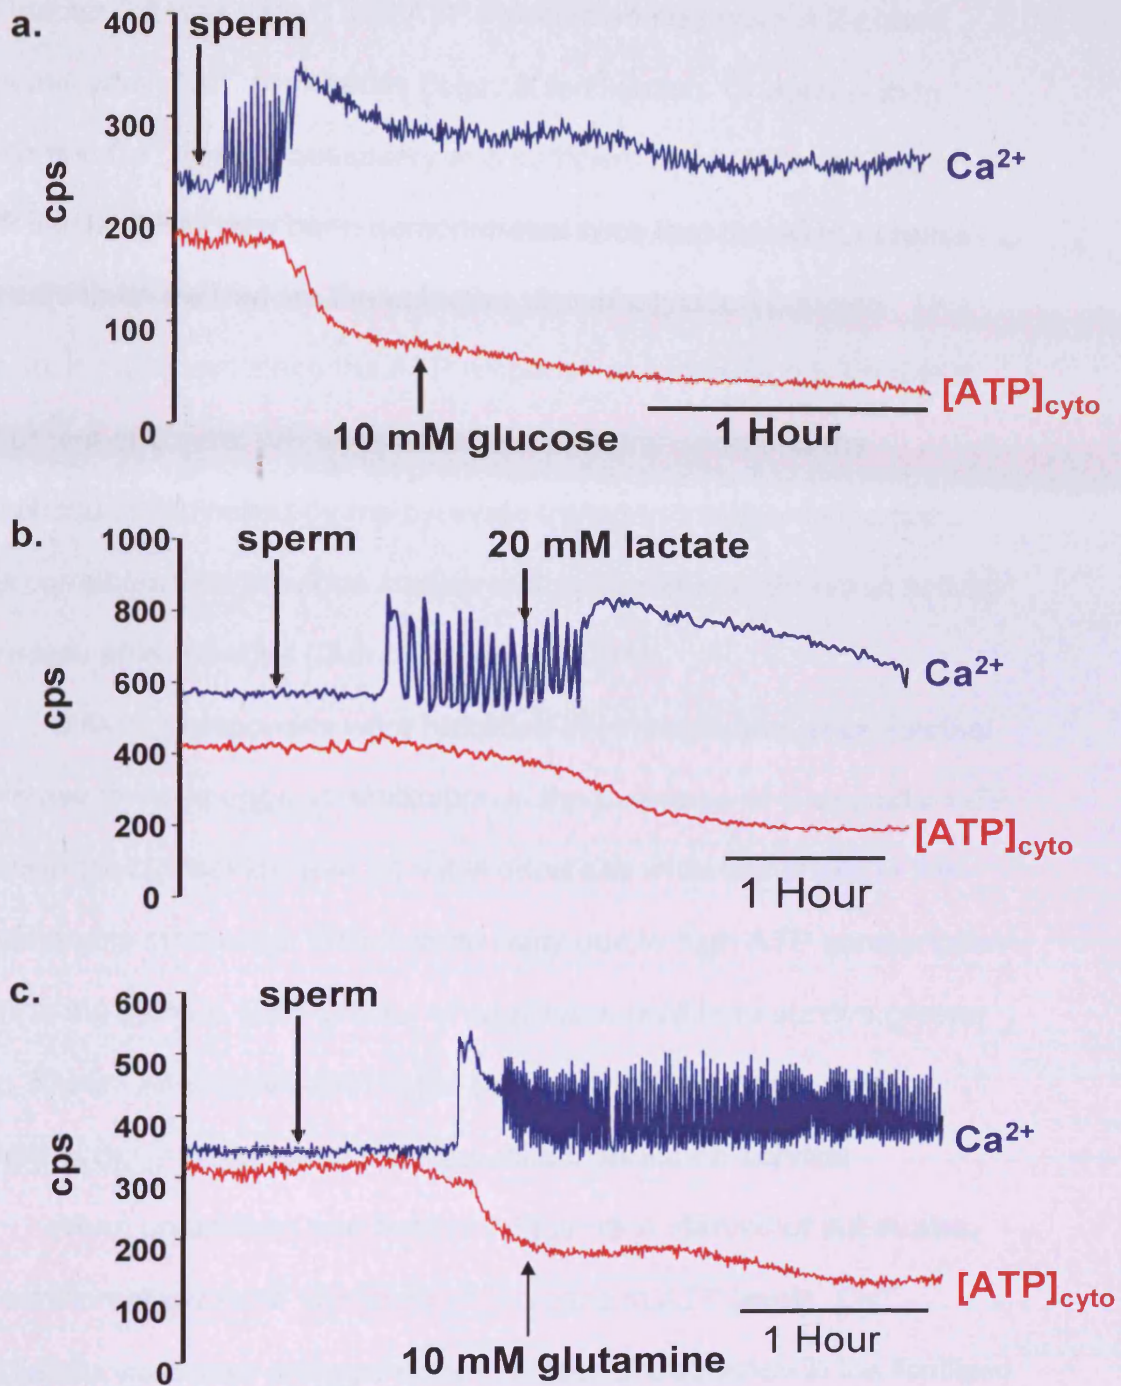 a.
400
300
200
100
0
cps
sperm
Ca²⁺
[ATP]cyto
10 mM glucose
1 Hour
b.
1000
800
600
400
200
0
cps
sperm
20 mM lactate
Ca²⁺
[ATP]cyto
1 Hour
c.
600
500
400
300
200
100
0
cps
sperm
Ca²⁺
[ATP]cyto
10 mM glutamine
1 Hour